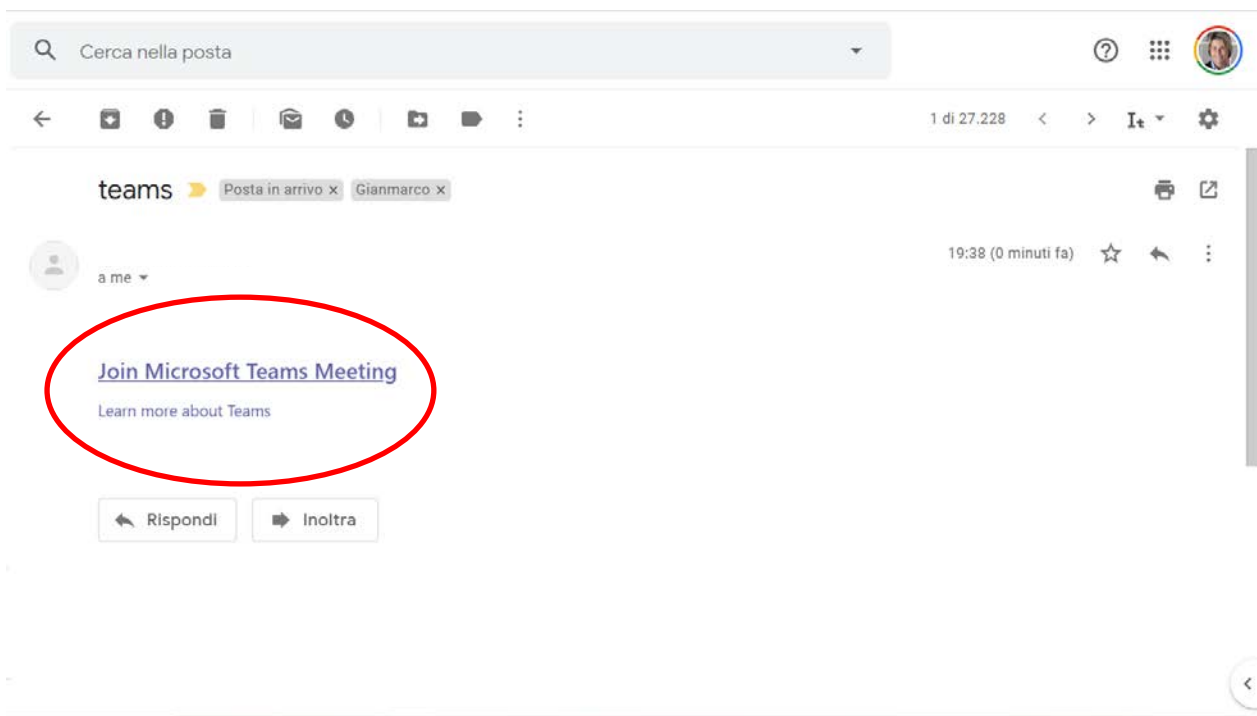 Cerca nella posta
1 di 27.228
teams Posta in arrivo x Gianmarco x
19:38 (0 minuti fa)
a me
Join Microsoft Teams Meeting
Learn more about Teams
Rispondi Inoltra